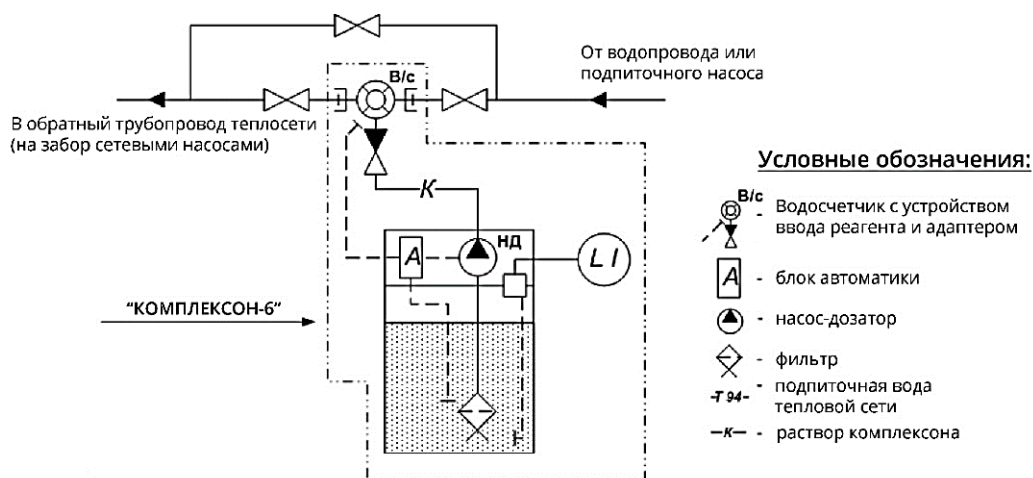 В/с
От водопровода или
подпиточного насоса
В обратный трубопровод теплосети
(на забор сетевыми насосами)
К
НД
А
L I
"КОМПЛЕКСОН-6"
Условные обозначения:
В/с
- Водосчетчик с устройством
ввода реагента и адаптером
А - блок автоматики
- насос-дозатор
- фильтр
-Т 94- - подпиточная вода
тепловой сети
—К— - раствор комплексона